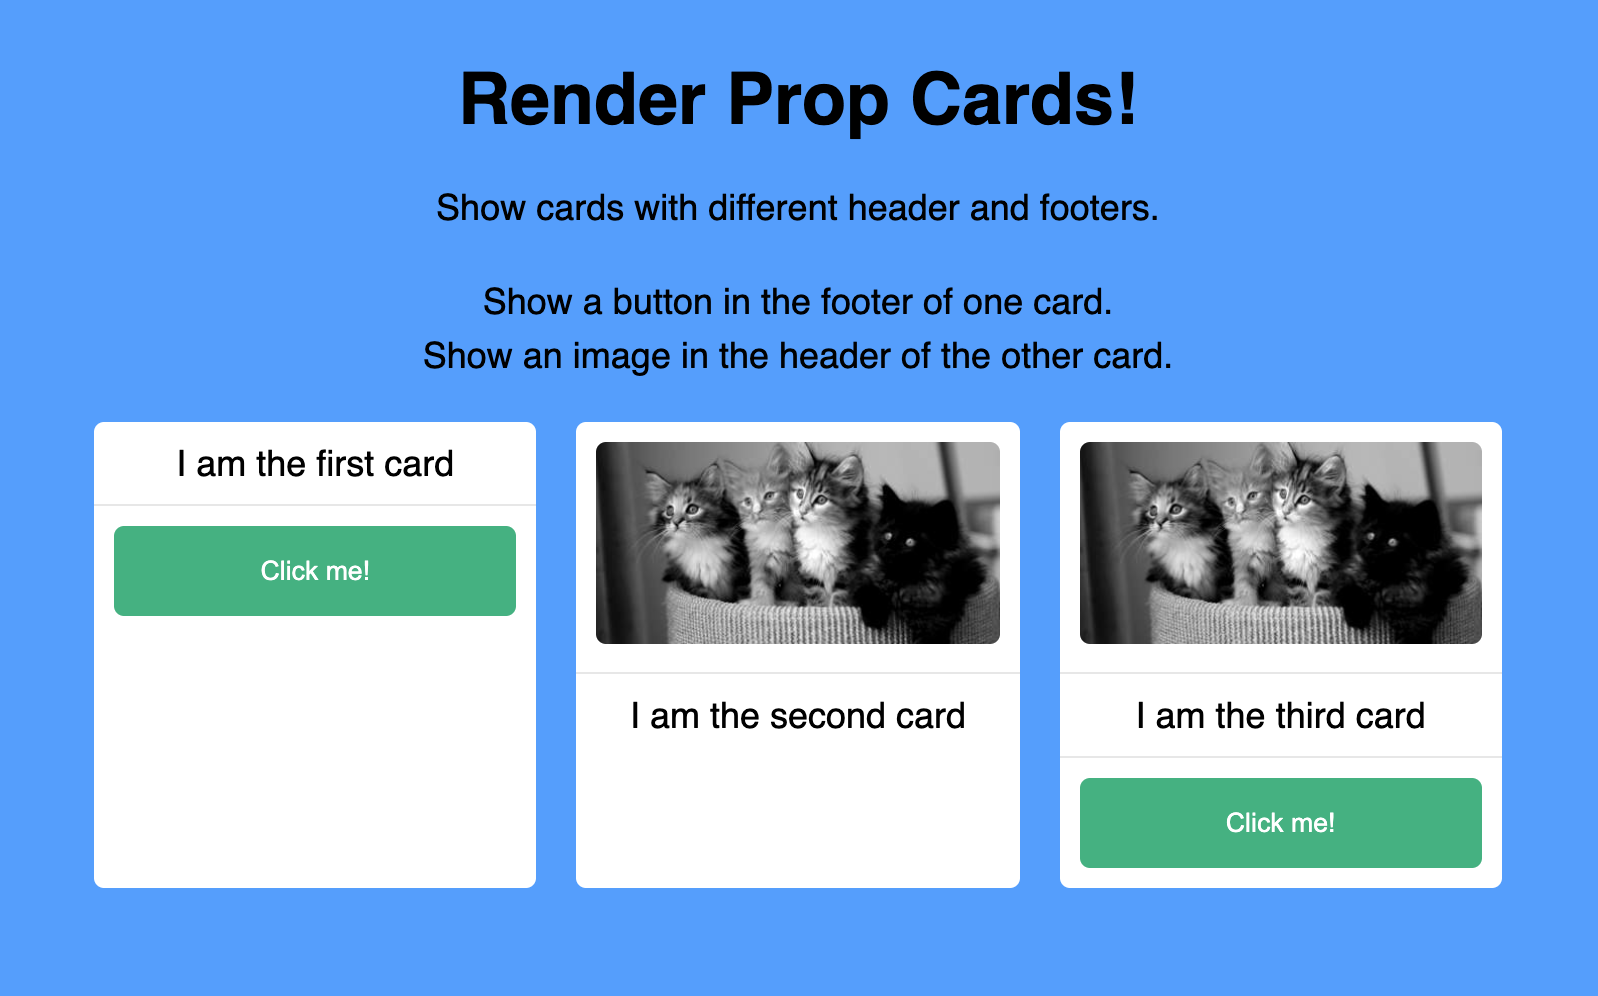 Render Prop Cards!
Show cards with different header and footers.
Show a button in the footer of one card.
Show an image in the header of the other card.
I am the first card
Click me!
I am the second card
I am the third card
Click me!